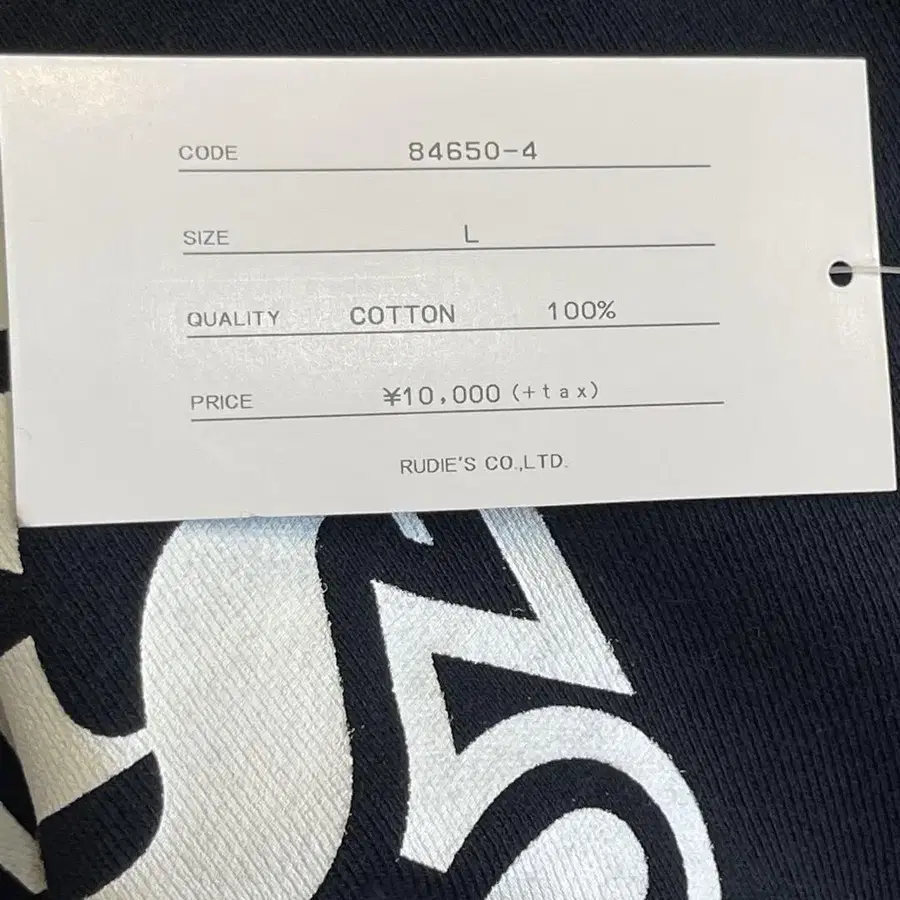 CODE 84650-4
SIZE L
QUALITY COTTON 100%
PRICE ¥10,000 (+tax)
RUDIE'S CO.,LTD.